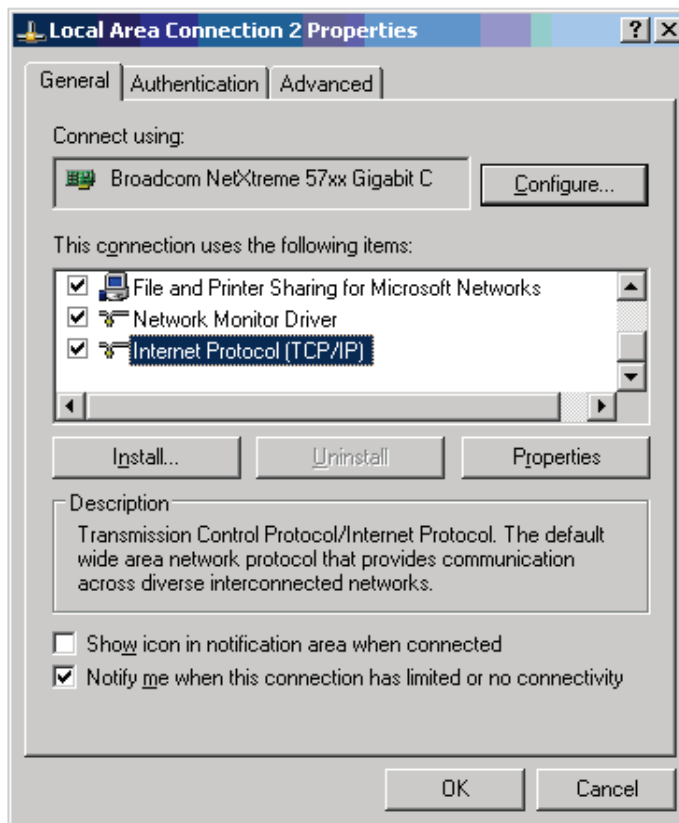 Local Area Connection 2 Properties
General Authentication Advanced
Connect using:
Broadcom NetXtreme 57xx Gigabit C
Configure...
This connection uses the following items:
File and Printer Sharing for Microsoft Networks
Network Monitor Driver
Internet Protocol (TCP/IP)
Install... Uninstall Properties
Description
Transmission Control Protocol/Internet Protocol. The default
wide area network protocol that provides communication
across diverse interconnected networks.
Show icon in notification area when connected
Notify me when this connection has limited or no connectivity
OK Cancel